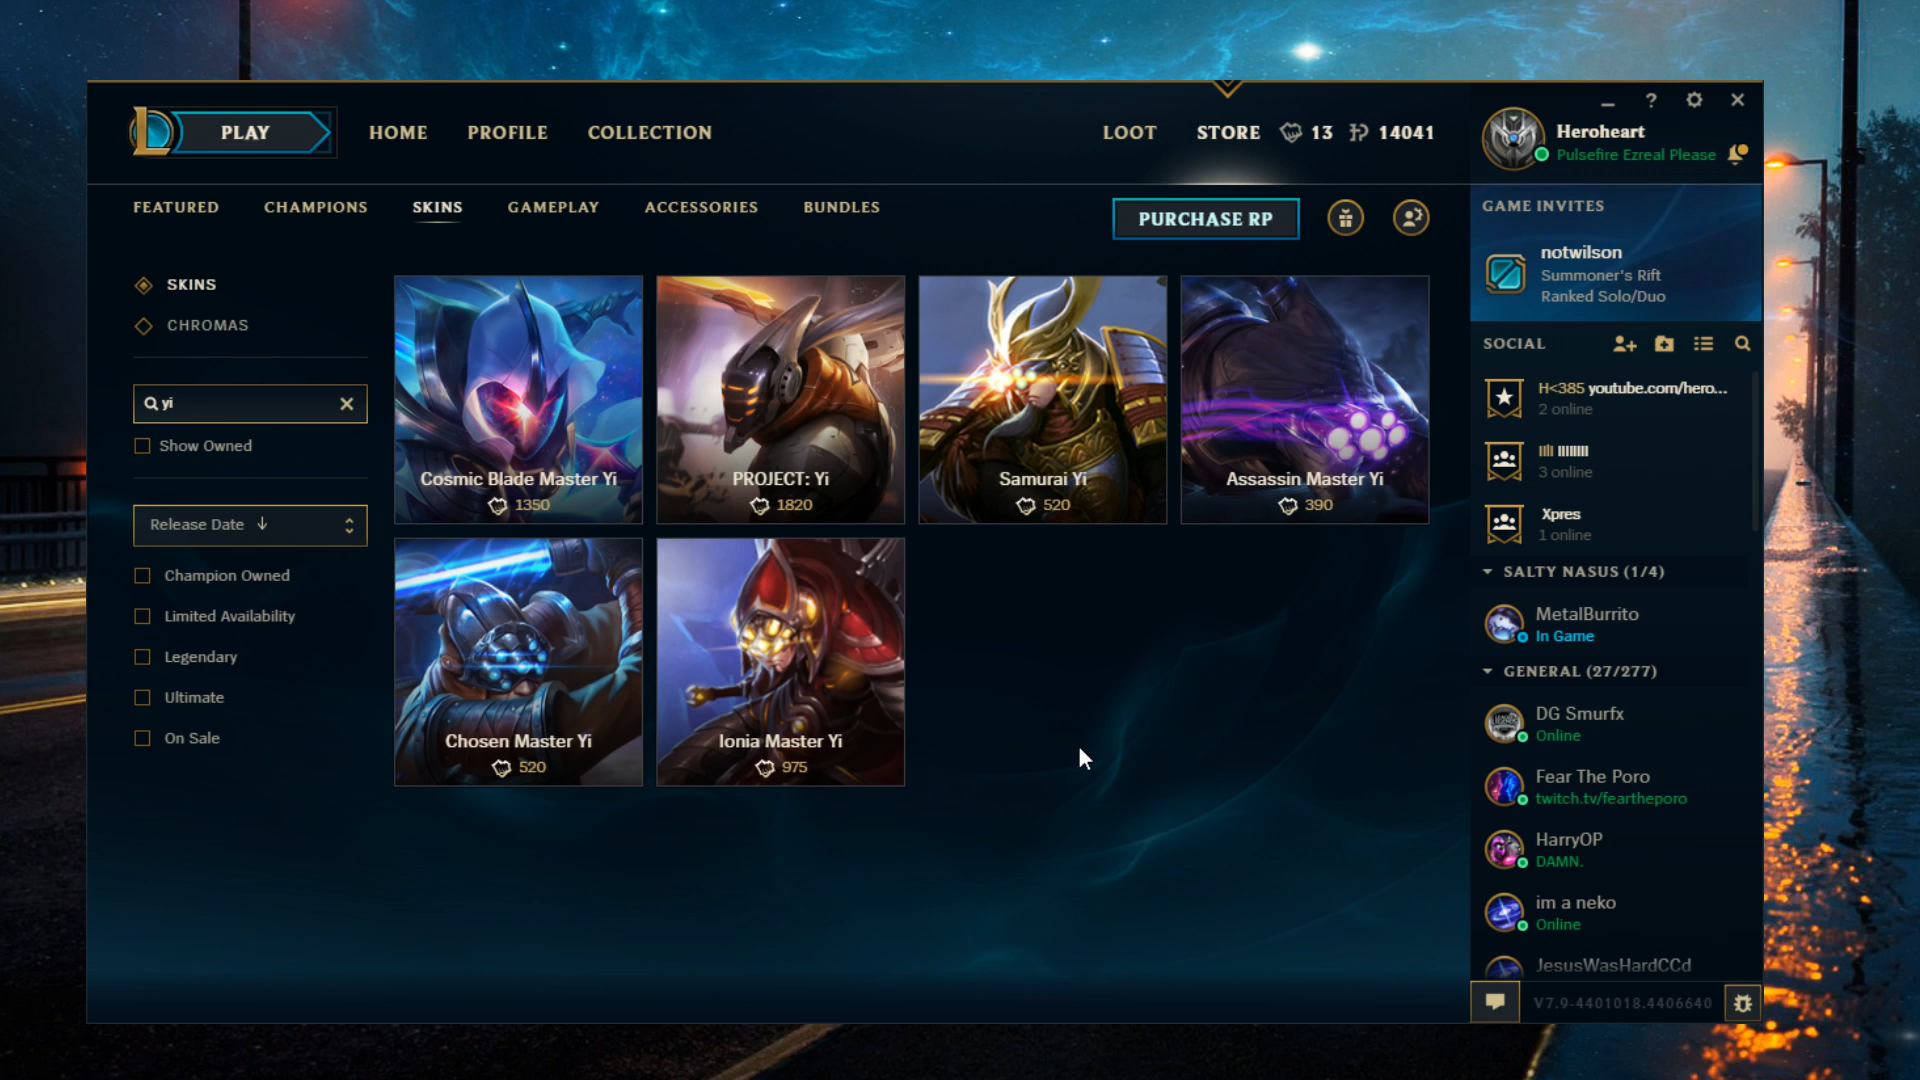 PLAY
HOME
PROFILE
COLLECTION
LOOT
STORE
13
14041
Heroheart
Pulsefire Ezreal Please
FEATURED
CHAMPIONS
SKINS
GAMEPLAY
ACCESSORIES
BUNDLES
PURCHASE RP
SKINS
CHROMAS
yi
Show Owned
Release Date
Champion Owned
Limited Availability
Legendary
Ultimate
On Sale
Cosmic Blade Master Yi
1350
PROJECT: Yi
1820
Samurai Yi
520
Assassin Master Yi
390
Chosen Master Yi
520
Ionia Master Yi
975
GAME INVITES
notwilson
Summoner's Rift
Ranked Solo/Duo
SOCIAL
H<385 youtube.com/hero...
2 online
3 online
Xpres
1 online
SALTY NASUS (1/4)
MetalBurrito
In Game
GENERAL (27/277)
DG Smurfx
Online
Fear The Poro
twitch.tv/feartheporo
HarryOP
DAMN.
im a neko
Online
JesusWasHardCCd
V7.9-4401018.4406640